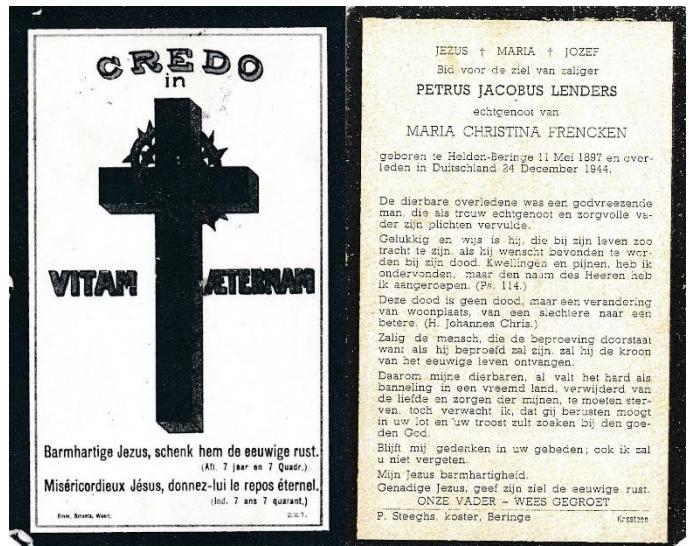 CREDO
in
VITAM ÆTERNAM
Barmhartige Jezus, schenk hem de eeuwige rust.
(Afl. 7 jaar en 7 Quadr.)
Miséricordieux Jésus, donnez-lui le repos éternel.
(Ind. 7 ans 7 quarant.)
Weert.
JEZUS † MARIA † JOZEF
Bid voor de ziel van zaliger
PETRUS JACOBUS LENDERS
echtgenoot van
MARIA CHRISTINA FRENCKEN
geboren te Helden-Beringe 11 Mei 1897 en over-
leden in Duitschland 24 December 1944.
De dierbare overledene was een godvreezende
man, die als trouw echtgenoot en zorgvolle va-
der zijn plichten vervulde.
Gelukkig en wijs is hij, die bij zijn leven zoo
tracht te zijn, als hij wenscht bevonden te wor-
den bij zijn dood. Kwellingen en pijnen, heb ik
ondervonden, maar den naam des Heeren heb
ik aangeroepen. (Ps. 114.)
Deze dood is geen dood, maar een verandering
van woonplaats, van een slechtere naar een
betere. (H. Johannes Chris.)
Zalig de mensch, die de beproeving doorstaat
want als hij beproefd zal zijn, zal hij de kroon
van het eeuwige leven ontvangen.
Daarom mijne dierbaren, al valt het hard als
banneling in een vreemd land, verwijderd van
de liefde en zorgen der mijnen, te moeten ster-
ven, toch verwacht ik, dat gij berusten moogt
in uw lot en uw troost zult zoeken bij den goe-
den God.
Blijft mij gedenken in uw gebeden; ook ik zal
u niet vergeten.
Mijn Jezus barmhartigheid.
Genadige Jezus, geef zijn ziel de eeuwige rust.
ONZE VADER - WEES GEGROET
P. Steeghs, koster, Beringe